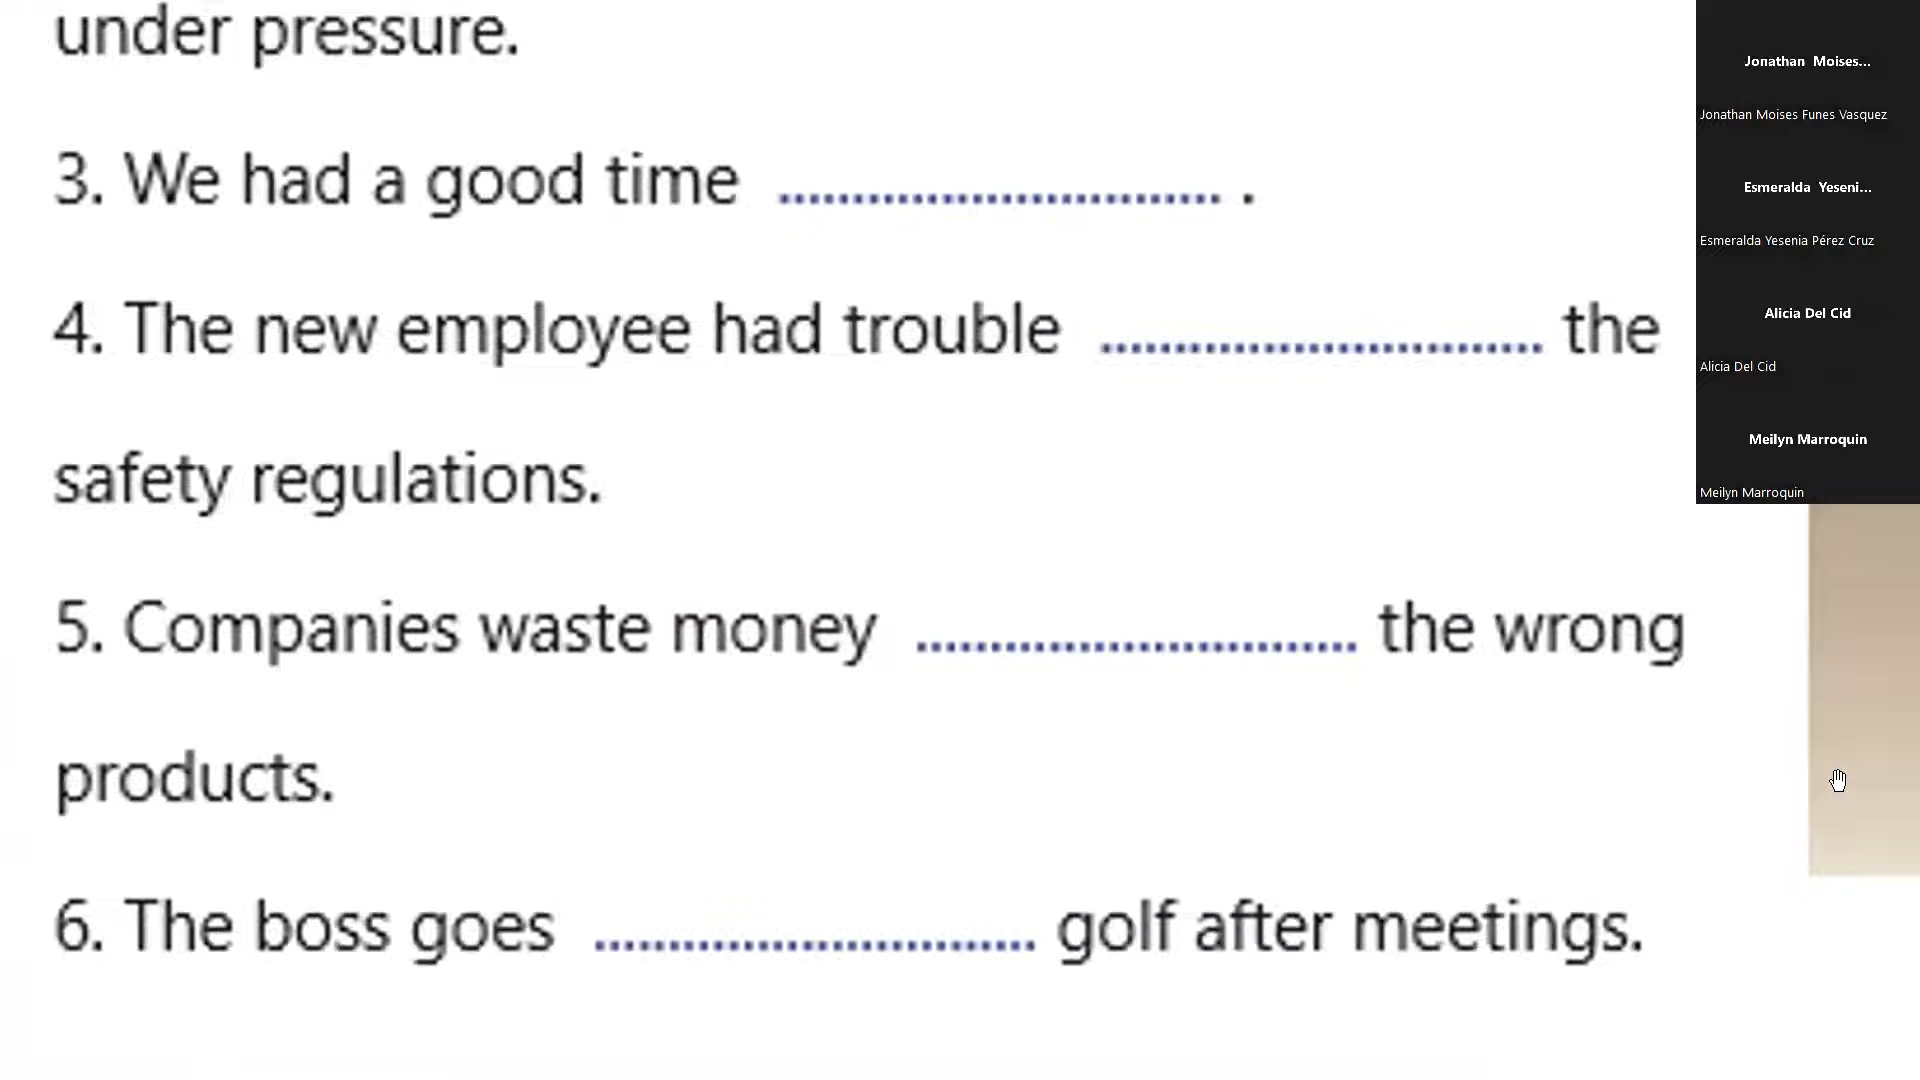 under pressure.
3. We had a good time .............................. .
4. The new employee had trouble .............................. the
safety regulations.
5. Companies waste money .............................. the wrong
products.
6. The boss goes .............................. golf after meetings.
Jonathan Moises...
Jonathan Moises Funes Vasquez
Esmeralda Yeseni...
Esmeralda Yesenia Pérez Cruz
Alicia Del Cid
Alicia Del Cid
Meilyn Marroquin
Meilyn Marroquin